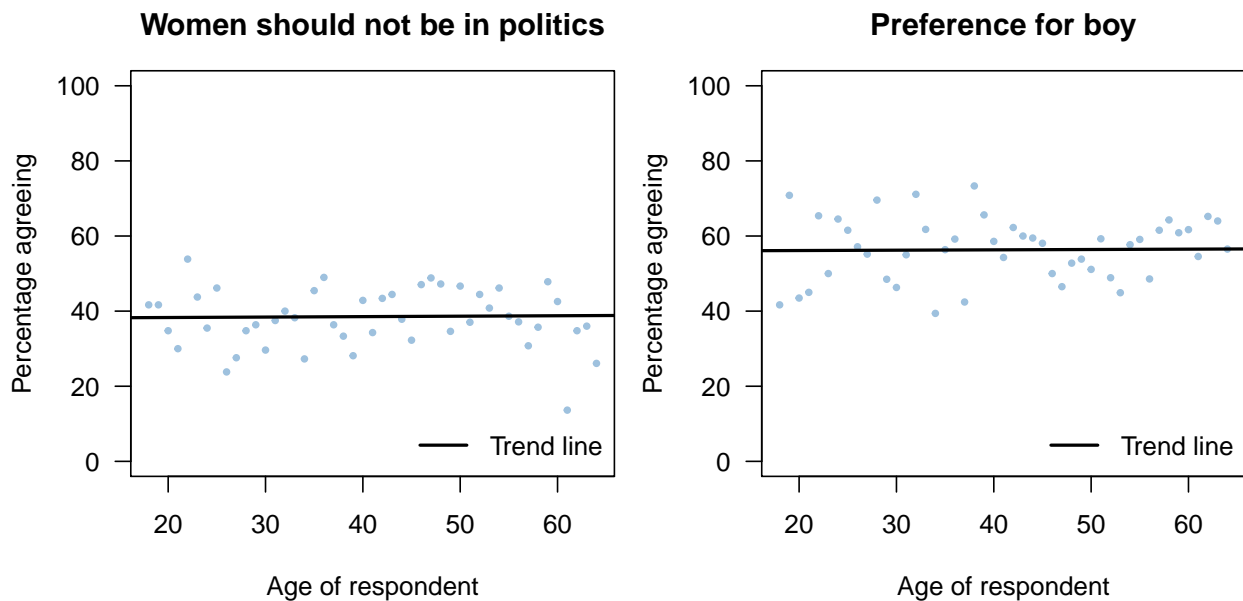 Women should not be in politics
100
80
60
40
20
0
Percentage agreeing
Trend line
20 30 40 50 60
Age of respondent
Preference for boy
100
80
60
40
20
0
Percentage agreeing
Trend line
20 30 40 50 60
Age of respondent